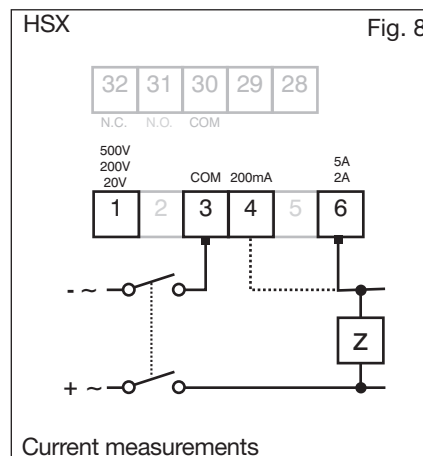 HSX Fig. 8
32 31 30 29 28
N.C. N.O. COM
500V
200V 5A
20V COM 200mA 2A
1 2 3 4 5 6
- ~
Z
+ ~
Current measurements